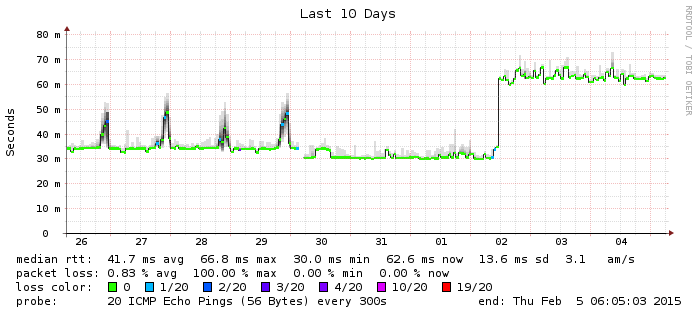 Last 10 Days
RRDTOOL / TOBI OETIKER
Seconds
80 m
70 m
60 m
50 m
40 m
30 m
20 m
10 m
0
26 27 28 29 30 31 01 02 03 04
median rtt: 41.7 ms avg 66.8 ms max 30.0 ms min 62.6 ms now 13.6 ms sd 3.1 am/s
packet loss: 0.83 % avg 100.00 % max 0.00 % min 0.00 % now
loss color: 0 1/20 2/20 3/20 4/20 10/20 19/20
probe: 20 ICMP Echo Pings (56 Bytes) every 300s end: Thu Feb 5 06:05:03 2015